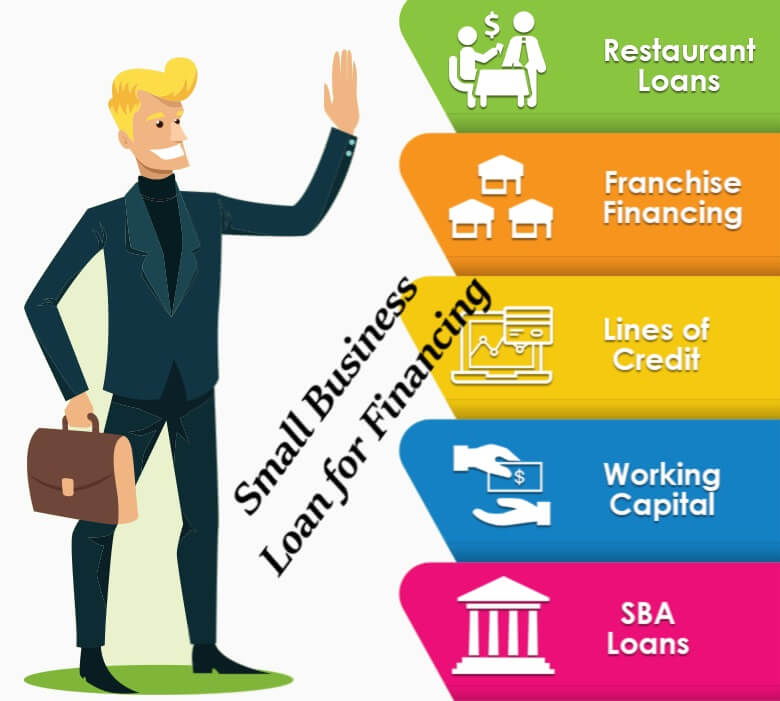 Restaurant
Loans
Franchise
Financing
Small Business
Loan for Financing
Lines of
Credit
Working
Capital
SBA
Loans
$
$